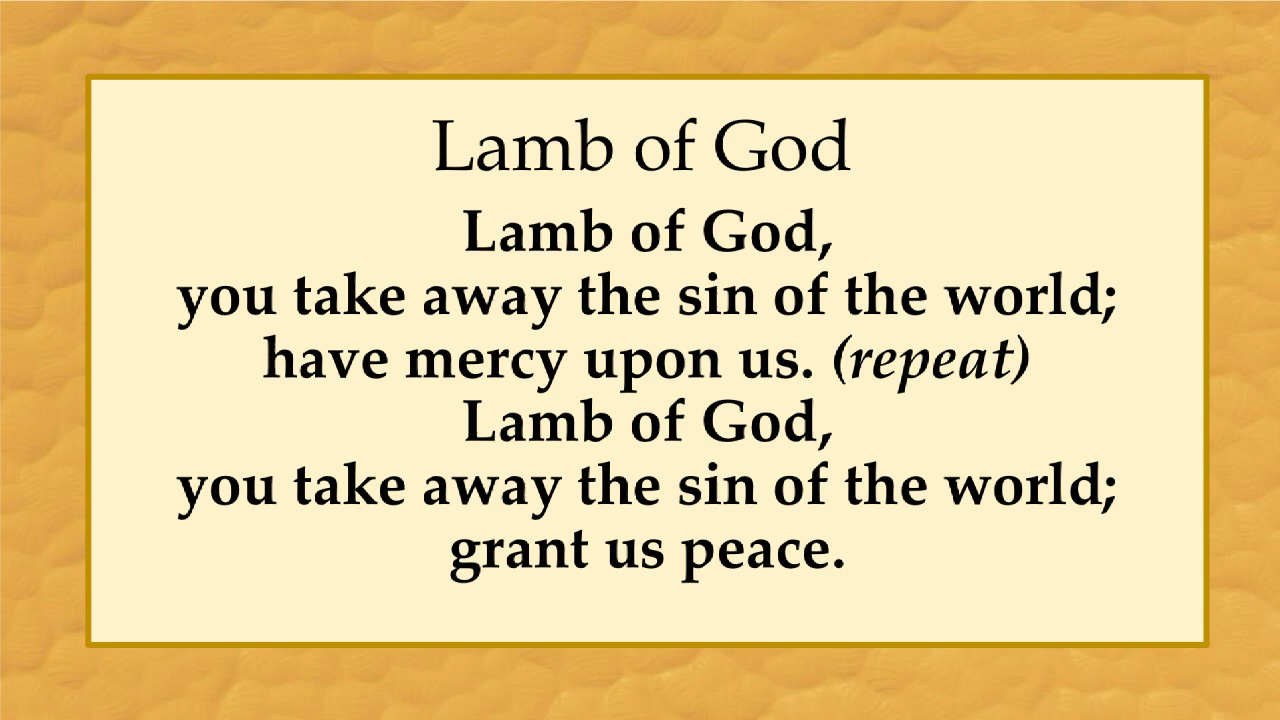 Lamb of God
Lamb of God,
you take away the sin of the world;
have mercy upon us. (repeat)
Lamb of God,
you take away the sin of the world;
grant us peace.